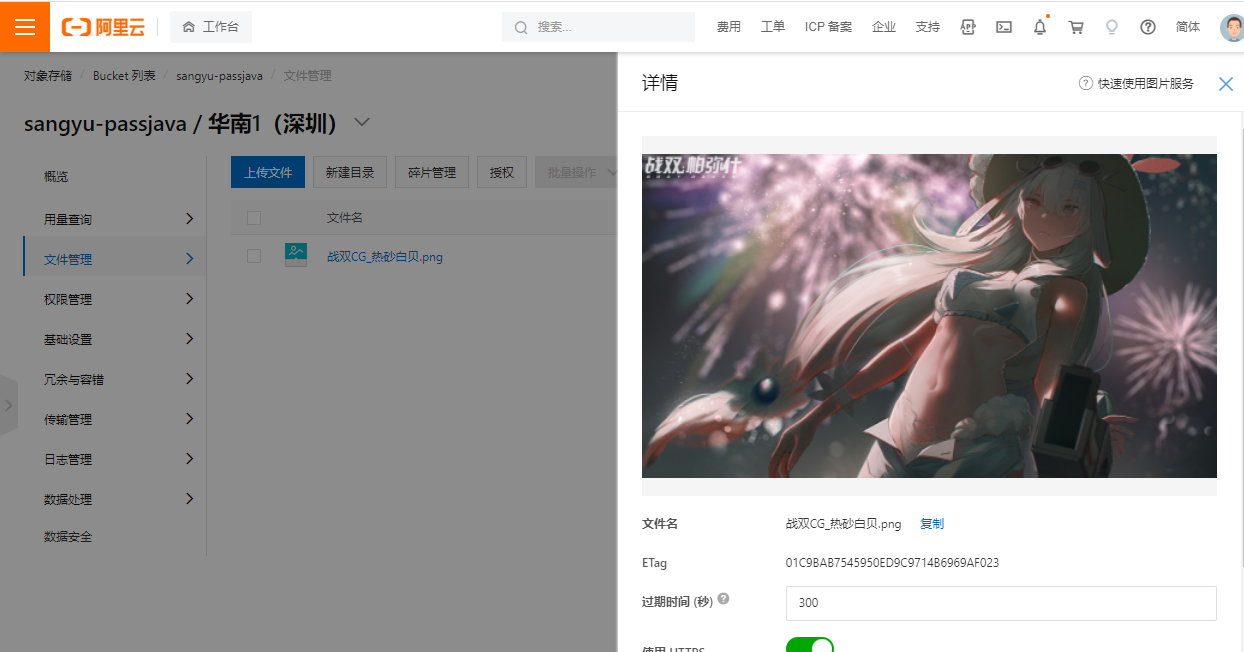 阿里云
工作台
搜索...
费用
工单
ICP 备案
企业
支持
简体
对象存储 / Bucket 列表 / sangyu-passjava / 文件管理
sangyu-passjava / 华南1（深圳）
概览
用量查询
文件管理
权限管理
基础设置
冗余与容错
传输管理
日志管理
数据处理
数据安全
上传文件
新建目录
碎片管理
授权
批量操作
文件名
战双CG_热砂白贝.png
详情
快速使用图片服务
战双.帕弥什
文件名
战双CG_热砂白贝.png
复制
ETag
01C9BAB7545950ED9C9714B6969AF023
过期时间 (秒)
300
使用 HTTPS